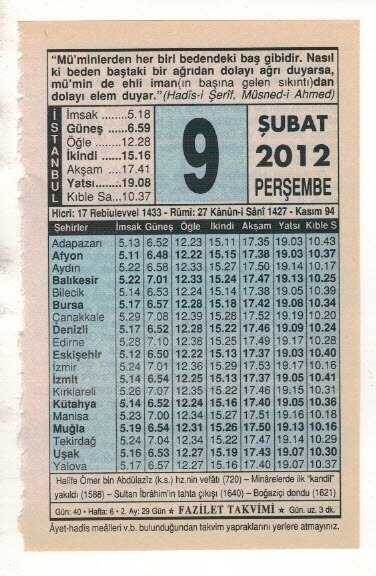 “Mü’minlerden her biri bedendeki baş gibidir. Nasıl
ki beden baştaki bir ağrıdan dolayı ağrı duyarsa,
mü’min de ehli iman(ın başına gelen sıkıntı)dan
dolayı elem duyar.” (Hadis-i Şerif, Müsned-i Ahmed)
İSTANBUL
İmsak ........5.18
Güneş ......6.59
Öğle ........12.28
İkindi ......15.16
Akşam ....17.41
Yatsı........19.08
Kıble Sa...10.37
9
ŞUBAT
2012
PERŞEMBE
Hicrî: 17 Rebîulevvel 1433 - Rûmî: 27 Kânûn-i Sânî 1427 - Kasım 94
Şehirler İmsak Güneş Öğle İkindi Akşam Yatsı Kıble S
Adapazarı 5.13 6.52 12.23 15.11 17.35 19.03 10.43
Afyon 5.11 6.48 12.22 15.15 17.38 19.03 10.37
Aydın 5.22 6.58 12.33 15.27 17.50 19.14 10.17
Balıkesir 5.22 7.01 12.33 15.24 17.47 19.13 10.25
Bilecik 5.14 6.53 12.24 15.14 17.38 19.05 10.39
Bursa 5.17 6.57 12.28 15.18 17.42 19.08 10.34
Çanakkale 5.29 7.08 12.39 15.28 17.52 19.19 10.20
Denizli 5.17 6.52 12.28 15.22 17.46 19.09 10.24
Edirne 5.28 7.10 12.38 15.25 17.49 19.17 10.28
Eskişehir 5.12 6.50 12.22 15.13 17.37 19.03 10.40
İzmir 5.24 7.01 12.36 15.29 17.53 19.17 10.16
İzmit 5.14 6.54 12.25 15.13 17.37 19.05 10.41
Kırklareli 5.26 7.07 12.35 15.22 17.46 19.15 10.31
Kütahya 5.14 6.52 12.24 15.16 17.40 19.05 10.36
Manisa 5.23 7.00 12.34 15.27 17.51 19.16 10.18
Muğla 5.19 6.54 12.31 15.26 17.50 19.13 10.16
Tekirdağ 5.24 7.04 12.34 15.22 17.47 19.14 10.29
Uşak 5.16 6.53 12.27 15.19 17.43 19.07 10.30
Yalova 5.17 6.57 12.27 15.16 17.40 19.07 10.37
Halîfe Ömer bin Abdülazîz (k.s.) hz.nin vefâtı (720) – Minârelerde ilk “kandil”
yakıldı (1588) – Sultan İbrâhim’in tahta çıkışı (1640) – Boğaziçi dondu (1621)
Gün: 40 • Hafta: 6 • 2. Ay: 29 Gün ★ FAZİLET TAKVİMİ ★ Gün. uz. 3 dk.
Âyet-hadîs meâlleri v.b. bulunduğundan takvim yapraklarını yerlere atmayınız.